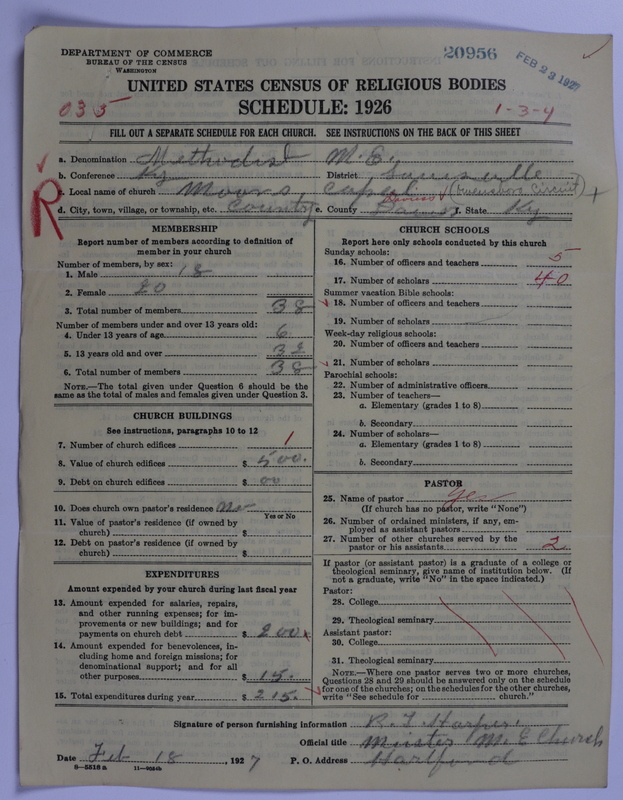 DEPARTMENT OF COMMERCE
BUREAU OF THE CENSUS
WASHINGTON
20956
FEB 23 1927
UNITED STATES CENSUS OF RELIGIOUS BODIES
SCHEDULE: 1926
035
1-3-4
FILL OUT A SEPARATE SCHEDULE FOR EACH CHURCH. SEE INSTRUCTIONS ON THE BACK OF THIS SHEET
a. Denomination Methodist M. E.
b. Conference Ky District Louisville
R
c. Local name of church Moors (Owensboro Circuit) +
Daviess
d. City, town, village, or township, etc. Country e. County f. State Ky
MEMBERSHIP
Report number of members according to definition of
member in your church
Number of members, by sex:
1. Male 18
2. Female 20
3. Total number of members 38
Number of members under and over 13 years old:
4. Under 13 years of age 6
5. 13 years old and over 32
6. Total number of members 38
NOTE.—The total given under Question 6 should be the
same as the total of males and females given under Question 3.
CHURCH BUILDINGS
See instructions, paragraphs 10 to 12
7. Number of church edifices 1
8. Value of church edifices $ 500.
9. Debt on church edifices $ 00
10. Does church own pastor's residence No
Yes or No
11. Value of pastor's residence (if owned by
church) $
12. Debt on pastor's residence (if owned by
church) $
EXPENDITURES
Amount expended by your church during last fiscal year
13. Amount expended for salaries, repairs,
and other running expenses; for im-
provements or new buildings; and for
payments on church debt $ 200
14. Amount expended for benevolences, in-
cluding home and foreign missions; for
denominational support; and for all
other purposes $ 15.
15. Total expenditures during year $ 215.
CHURCH SCHOOLS
Report here only schools conducted by this church
Sunday schools:
16. Number of officers and teachers 5
17. Number of scholars 40
Summer vacation Bible schools:
18. Number of officers and teachers
19. Number of scholars
Week-day religious schools:
20. Number of officers and teachers
21. Number of scholars
Parochial schools:
22. Number of administrative officers
23. Number of teachers—
a. Elementary (grades 1 to 8)
b. Secondary
24. Number of scholars—
a. Elementary (grades 1 to 8)
b. Secondary
PASTOR
25. Name of pastor yes
(If church has no pastor, write "None")
26. Number of ordained ministers, if any, em-
ployed as assistant pastors
27. Number of other churches served by the
pastor or his assistants 2
If pastor (or assistant pastor) is a graduate of a college or
theological seminary, give name of institution below. (If
not a graduate, write "No" in the space indicated.)
Pastor:
28. College
29. Theological seminary
Assistant pastor:
30. College
31. Theological seminary
NOTE.—Where one pastor serves two or more churches,
Questions 28 and 29 should be answered only on the schedule
for one of the churches; on the schedules for the other churches,
write "See schedule for church."
Signature of person furnishing information R. T. Harper.
Official title Minister M. E Church
Date Feb 18, 1927 P. O. Address Hartford
8—5518 a